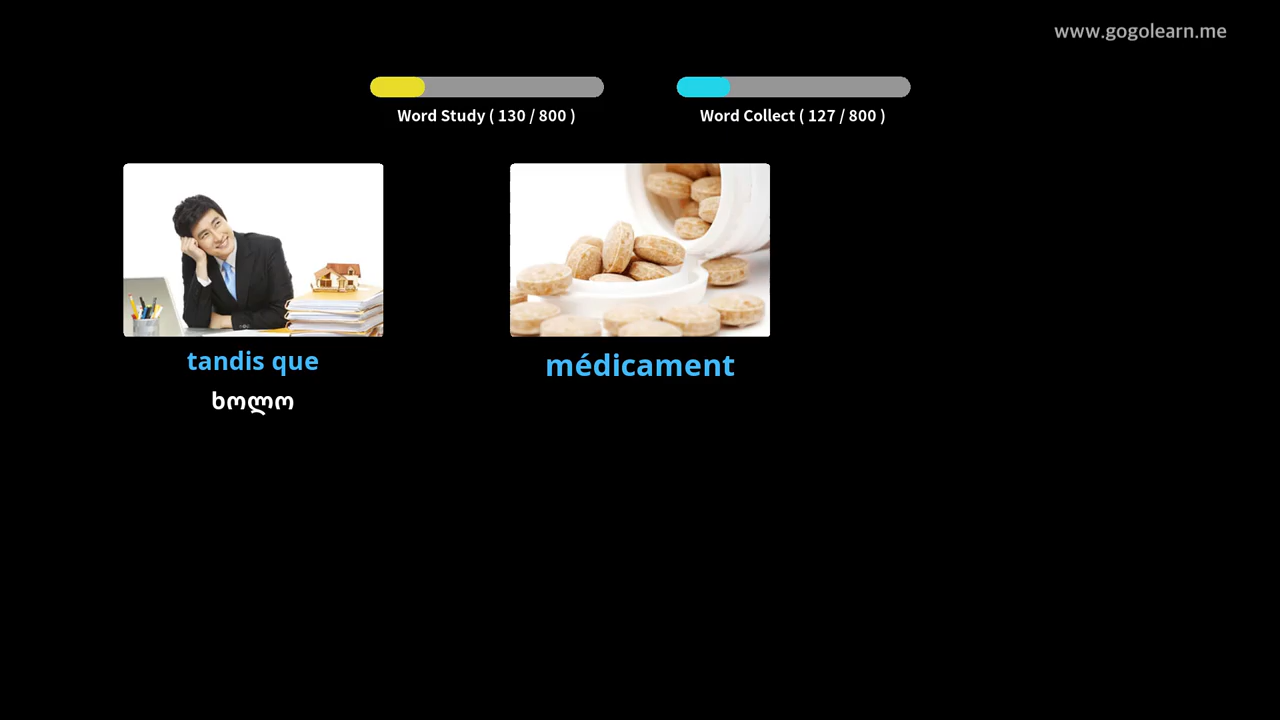 www.gogolearn.me
Word Study ( 130 / 800 )
Word Collect ( 127 / 800 )
tandis que
ხოლო
médicament